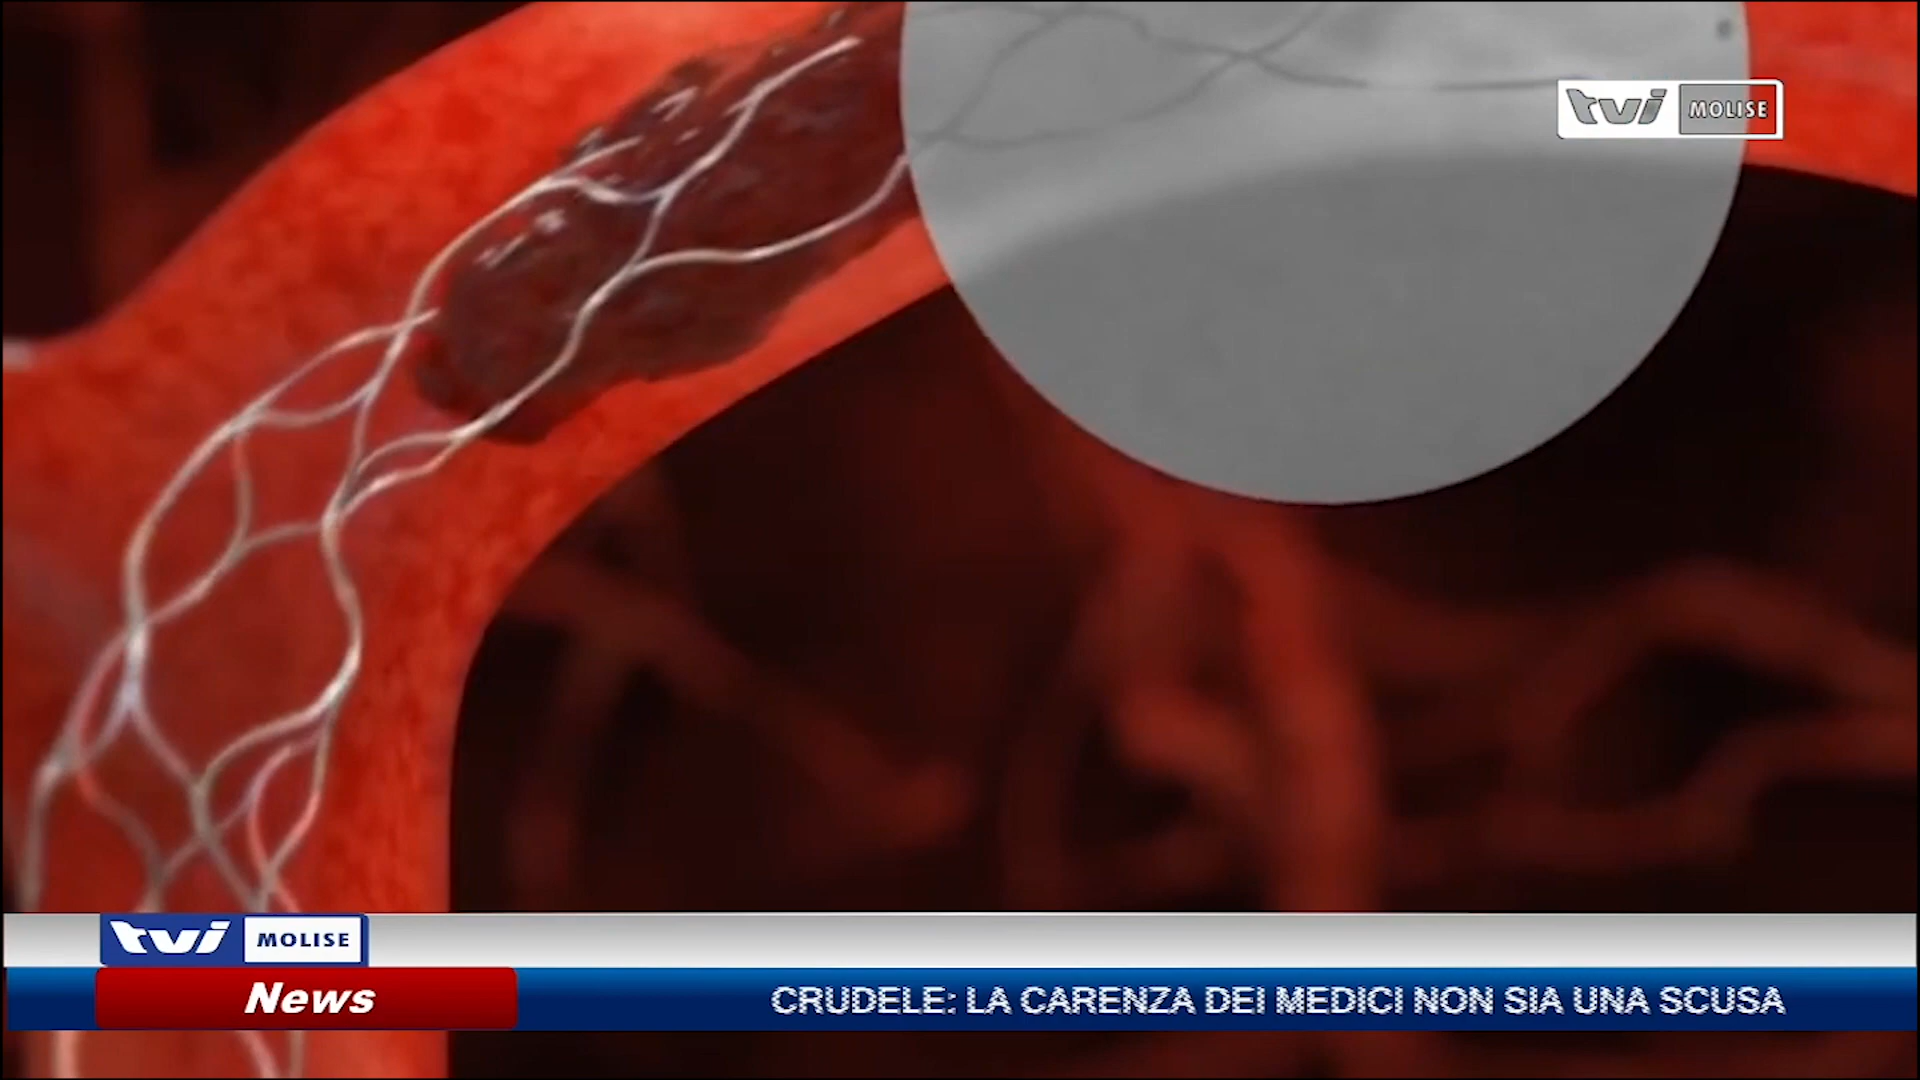 tvi MOLISE
tvi MOLISE
News
CRUDELE: LA CARENZA DEI MEDICI NON SIA UNA SCUSA